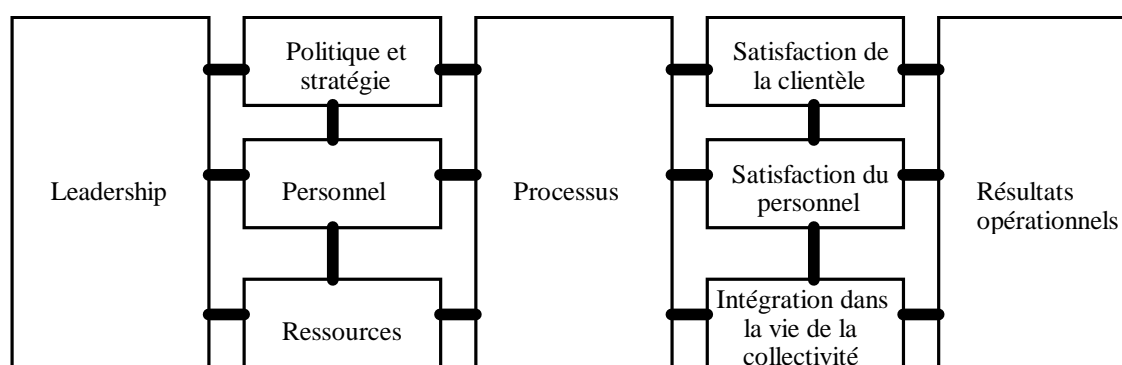 Leadership
Politique et
stratégie
Personnel
Ressources
Processus
Satisfaction de
la clientèle
Satisfaction du
personnel
Intégration dans
la vie de la
collectivité
Résultats
opérationnels